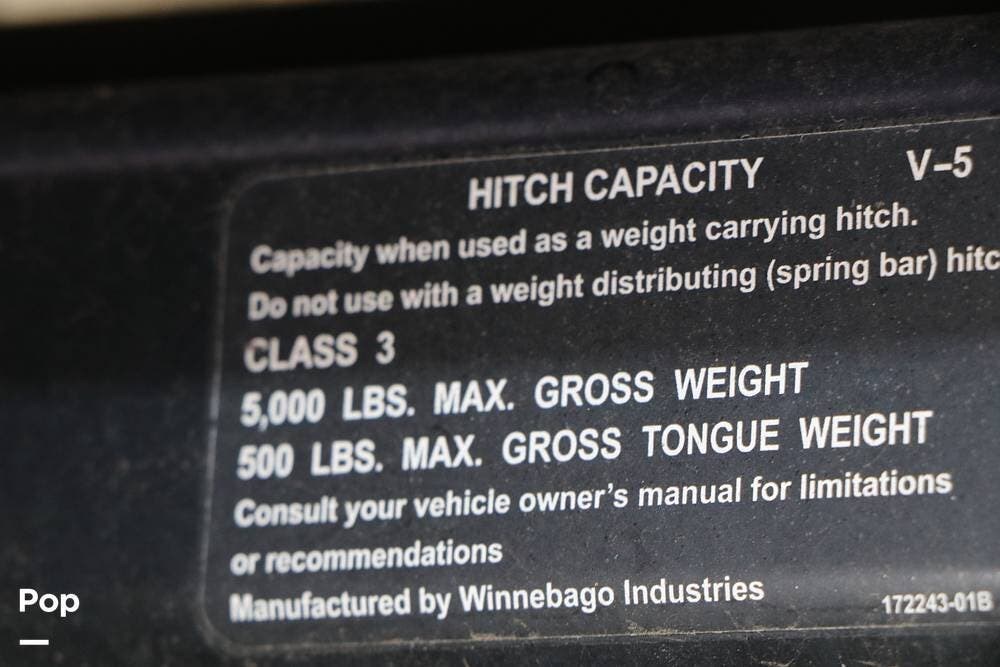 HITCH CAPACITY V-5
Capacity when used as a weight carrying hitch.
Do not use with a weight distributing (spring bar) hitc
CLASS 3
5,000 LBS. MAX. GROSS WEIGHT
500 LBS. MAX. GROSS TONGUE WEIGHT
Consult your vehicle owner's manual for limitations
or recommendations
Manufactured by Winnebago Industries
172243-01B
Pop